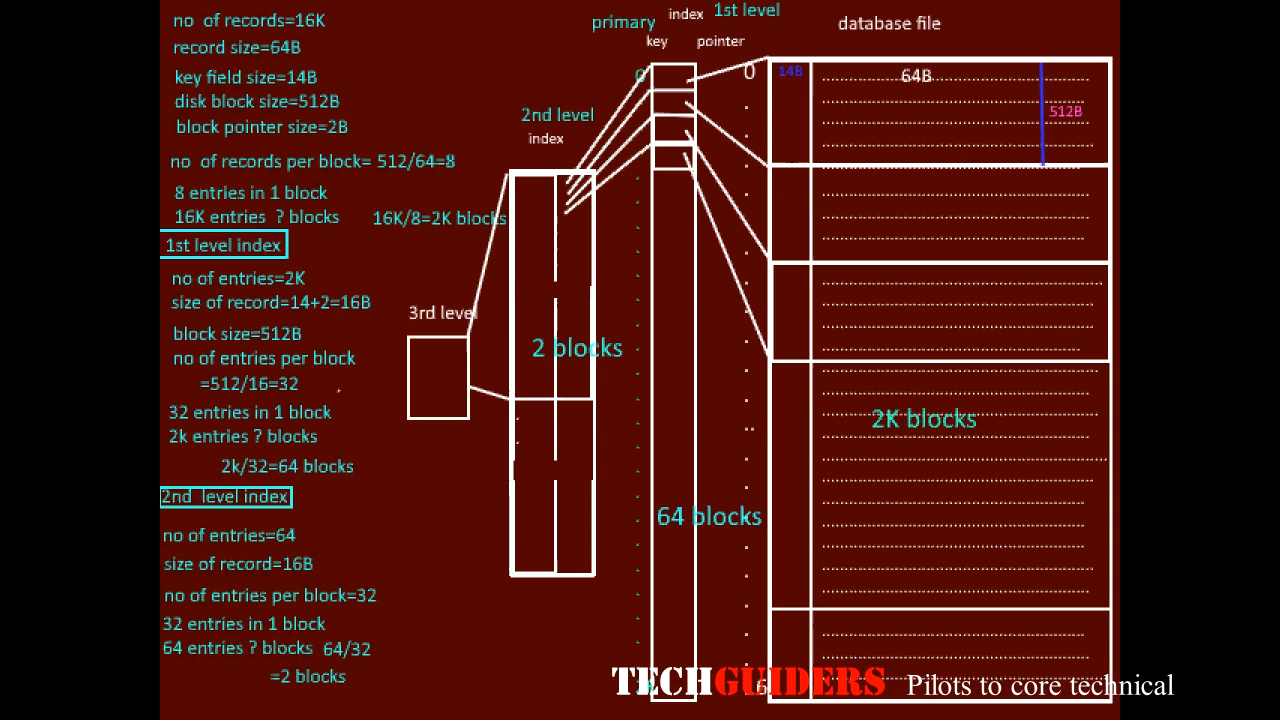 no of records=16K
record size=64B
key field size=14B
disk block size=512B
block pointer size=2B
no of records per block= 512/64=8
8 entries in 1 block
16K entries ? blocks 16K/8=2K blocks
1st level index
no of entries=2K
size of record=14+2=16B
block size=512B
no of entries per block
=512/16=32
32 entries in 1 block
2k entries ? blocks
2k/32=64 blocks
2nd level index
no of entries=64
size of record=16B
no of entries per block=32
32 entries in 1 block
64 entries ? blocks 64/32
=2 blocks
3rd level
2nd level
index
2 blocks
primary index 1st level
key pointer
0
64 blocks
database file
0
14B
64B
512B
2K blocks
TECHGUIDERS Pilots to core technical